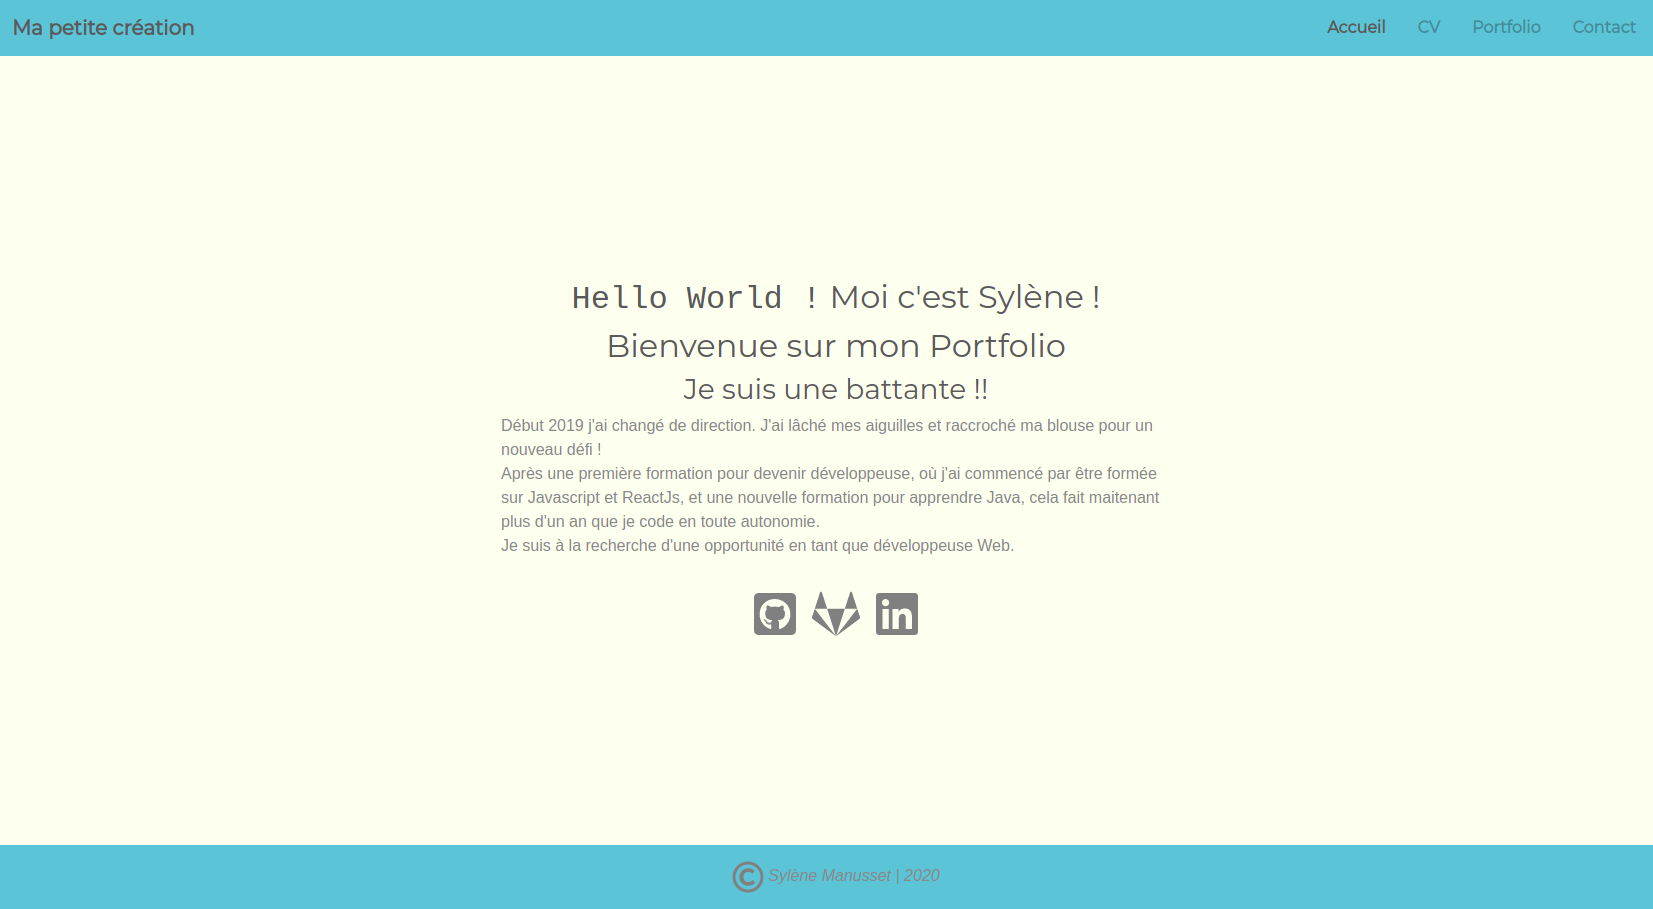 Ma petite création
Accueil CV Portfolio Contact
Hello World ! Moi c'est Sylène !
Bienvenue sur mon Portfolio
Je suis une battante !!
Début 2019 j'ai changé de direction. J'ai lâché mes aiguilles et raccroché ma blouse pour un
nouveau défi !
Après une première formation pour devenir développeuse, où j'ai commencé par être formée
sur Javascript et ReactJs, et une nouvelle formation pour apprendre Java, cela fait maitenant
plus d'un an que je code en toute autonomie.
Je suis à la recherche d'une opportunité en tant que développeuse Web.
in
© Sylène Manusset | 2020